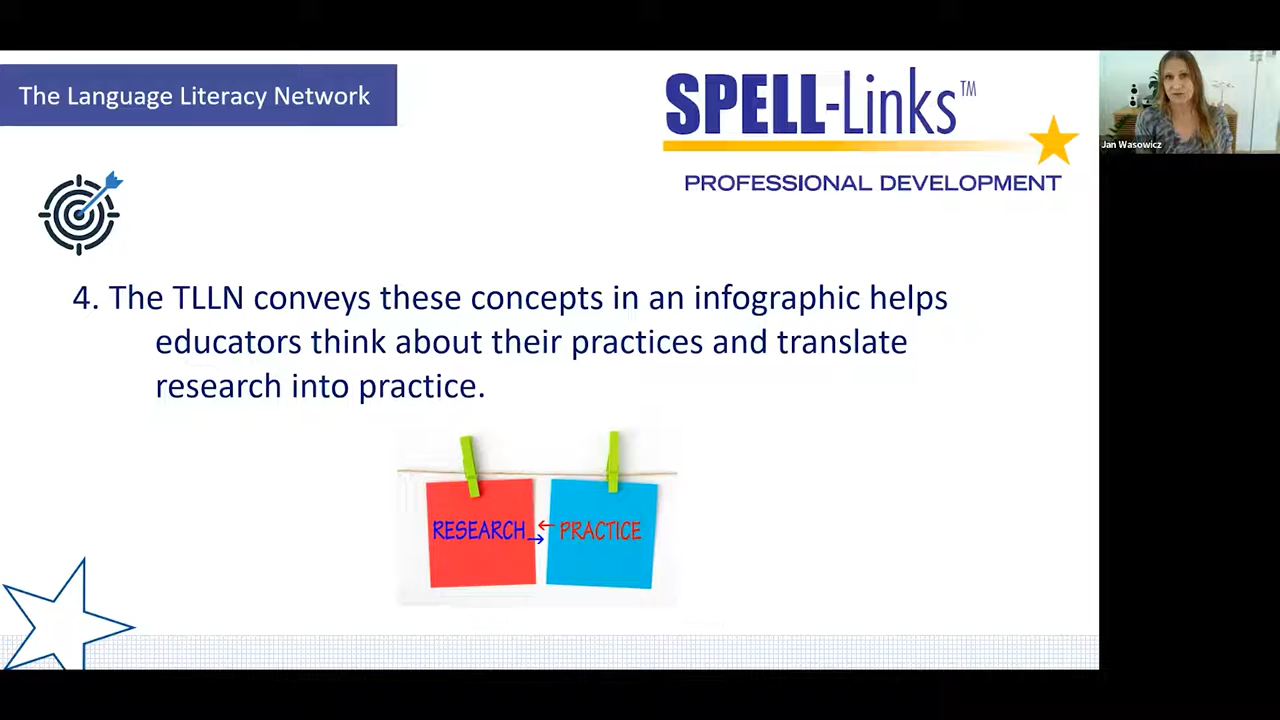 The Language Literacy Network
SPELL-Links™
PROFESSIONAL DEVELOPMENT
Jan Wasowicz
4. The TLLN conveys these concepts in an infographic helps
educators think about their practices and translate
research into practice.
RESEARCH PRACTICE